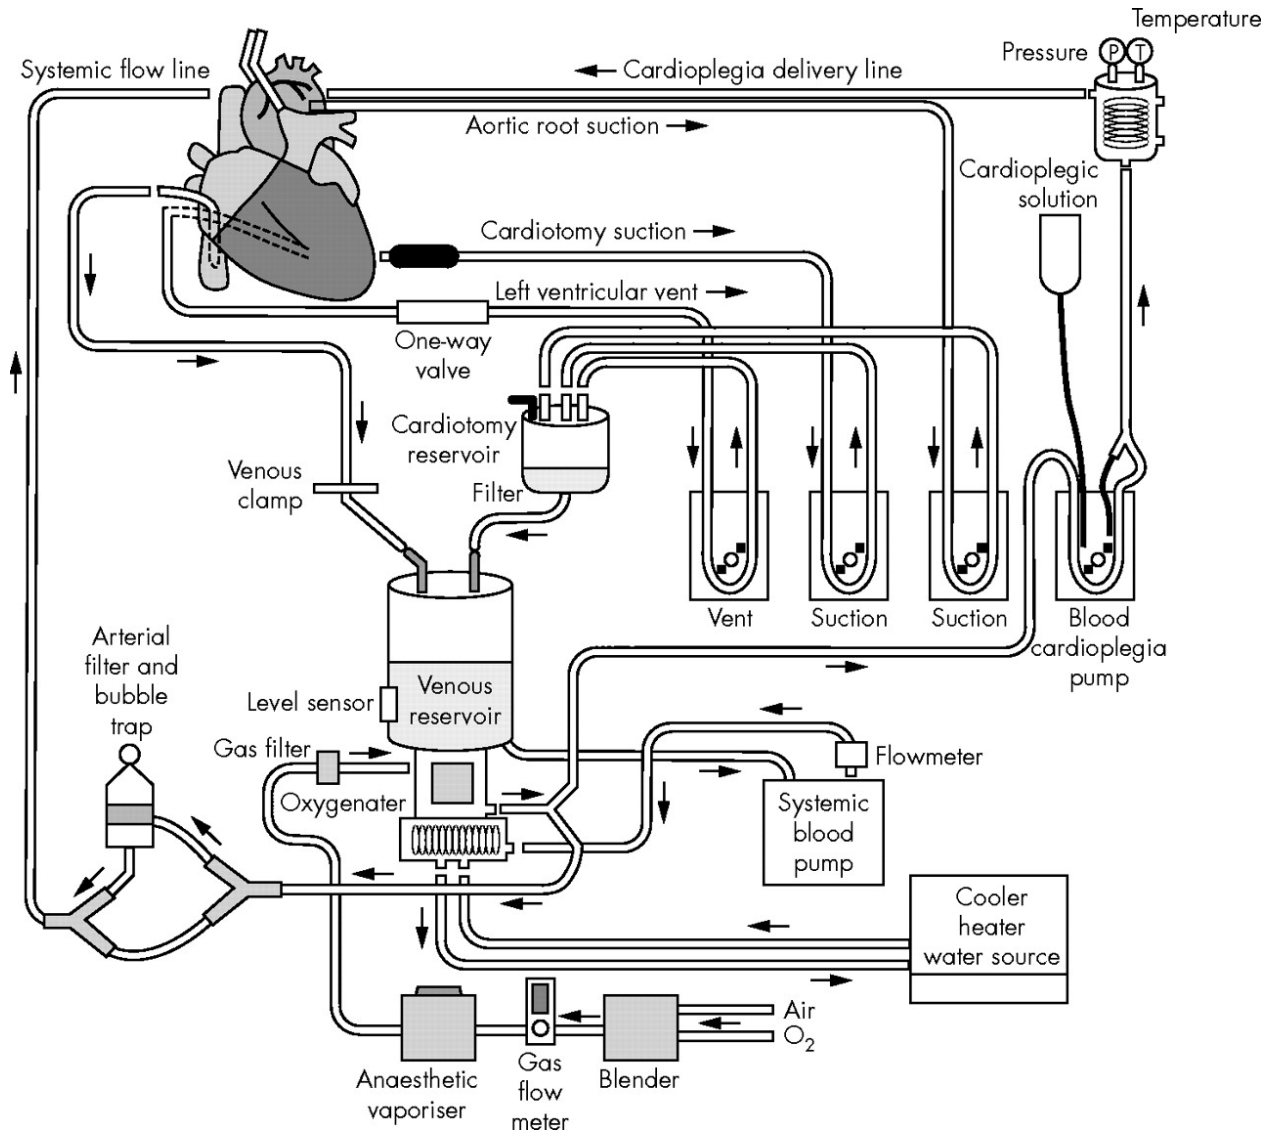 Temperature
Pressure
P
T
Systemic flow line
Cardioplegia delivery line
Aortic root suction
Cardioplegic
solution
Cardiotomy suction
Left ventricular vent
One-way
valve
Cardiotomy
reservoir
Venous
clamp
Filter
Vent
Suction
Suction
Blood
cardioplegia
pump
Arterial
filter and
bubble
trap
Level sensor
Venous
reservoir
Gas filter
Flowmeter
Oxygenater
Systemic
blood
pump
Cooler
heater
water source
Air
O2
Anaesthetic
vaporiser
Gas
flow
meter
Blender